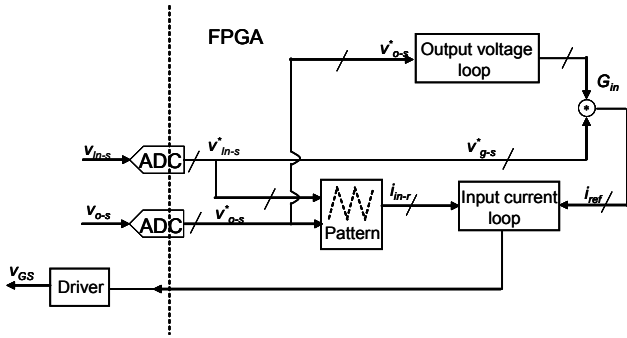 FPGA
v*o-s
Output voltage
loop
Gin
*
vIn-s
ADC
v*In-s
v*g-s
vo-s
ADC
v*o-s
Pattern
iin-r
Input current
loop
iref
vGS
Driver